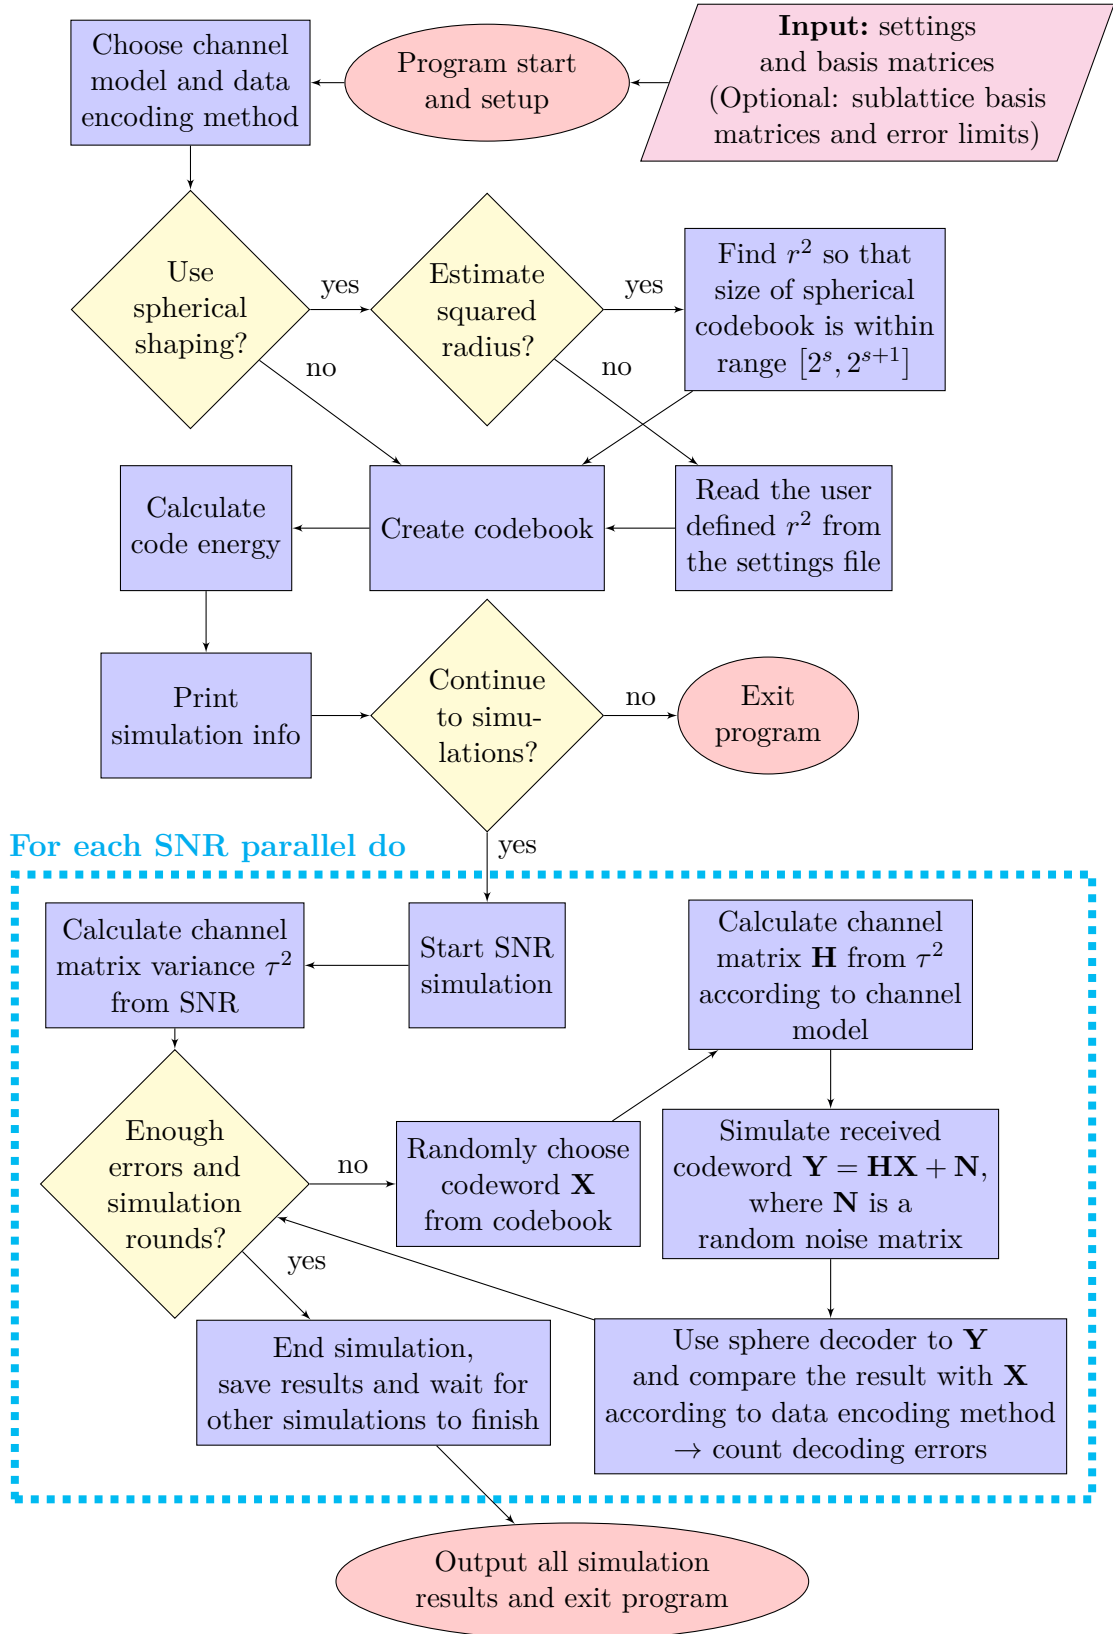 Choose channel
model and data
encoding method
Program start
and setup
Input: settings
and basis matrices
(Optional: sublattice basis
matrices and error limits)
Use
spherical
shaping?
yes
no
Estimate
squared
radius?
yes
no
Find r² so that
size of spherical
codebook is within
range [2^s, 2^{s+1}]
Calculate
code energy
Create codebook
Read the user
defined r² from
the settings file
Print
simulation info
Continue
to simu-
lations?
no
Exit
program
yes
For each SNR parallel do
Calculate channel
matrix variance τ²
from SNR
Start SNR
simulation
Calculate channel
matrix H from τ²
according to channel
model
Enough
errors and
simulation
rounds?
no
yes
Randomly choose
codeword X
from codebook
Simulate received
codeword Y = HX + N,
where N is a
random noise matrix
End simulation,
save results and wait for
other simulations to finish
Use sphere decoder to Y
and compare the result with X
according to data encoding method
→ count decoding errors
Output all simulation
results and exit program